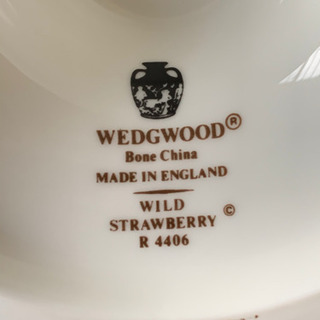 WEDGWOOD®
Bone China
MADE IN ENGLAND
WILD
STRAWBERRY ©
R 4406